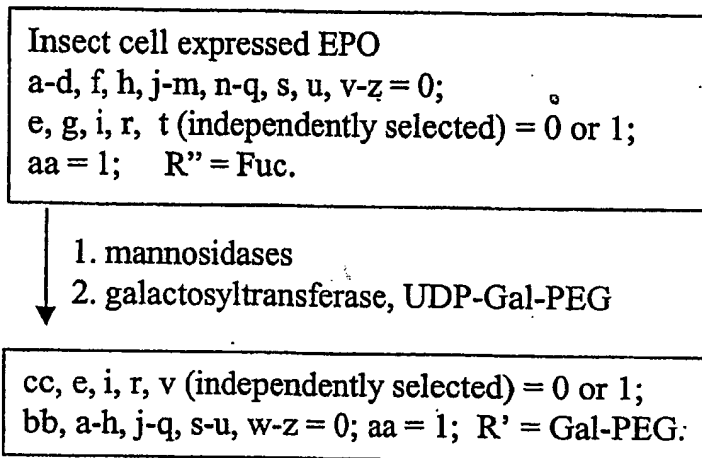 Insect cell expressed EPO
a-d, f, h, j-m, n-q, s, u, v-z = 0;
e, g, i, r, t (independently selected) = 0 or 1;
aa = 1; R” = Fuc.
1. mannosidases
2. galactosyltransferase, UDP-Gal-PEG
cc, e, i, r, v (independently selected) = 0 or 1;
bb, a-h, j-q, s-u, w-z = 0; aa = 1; R’ = Gal-PEG.